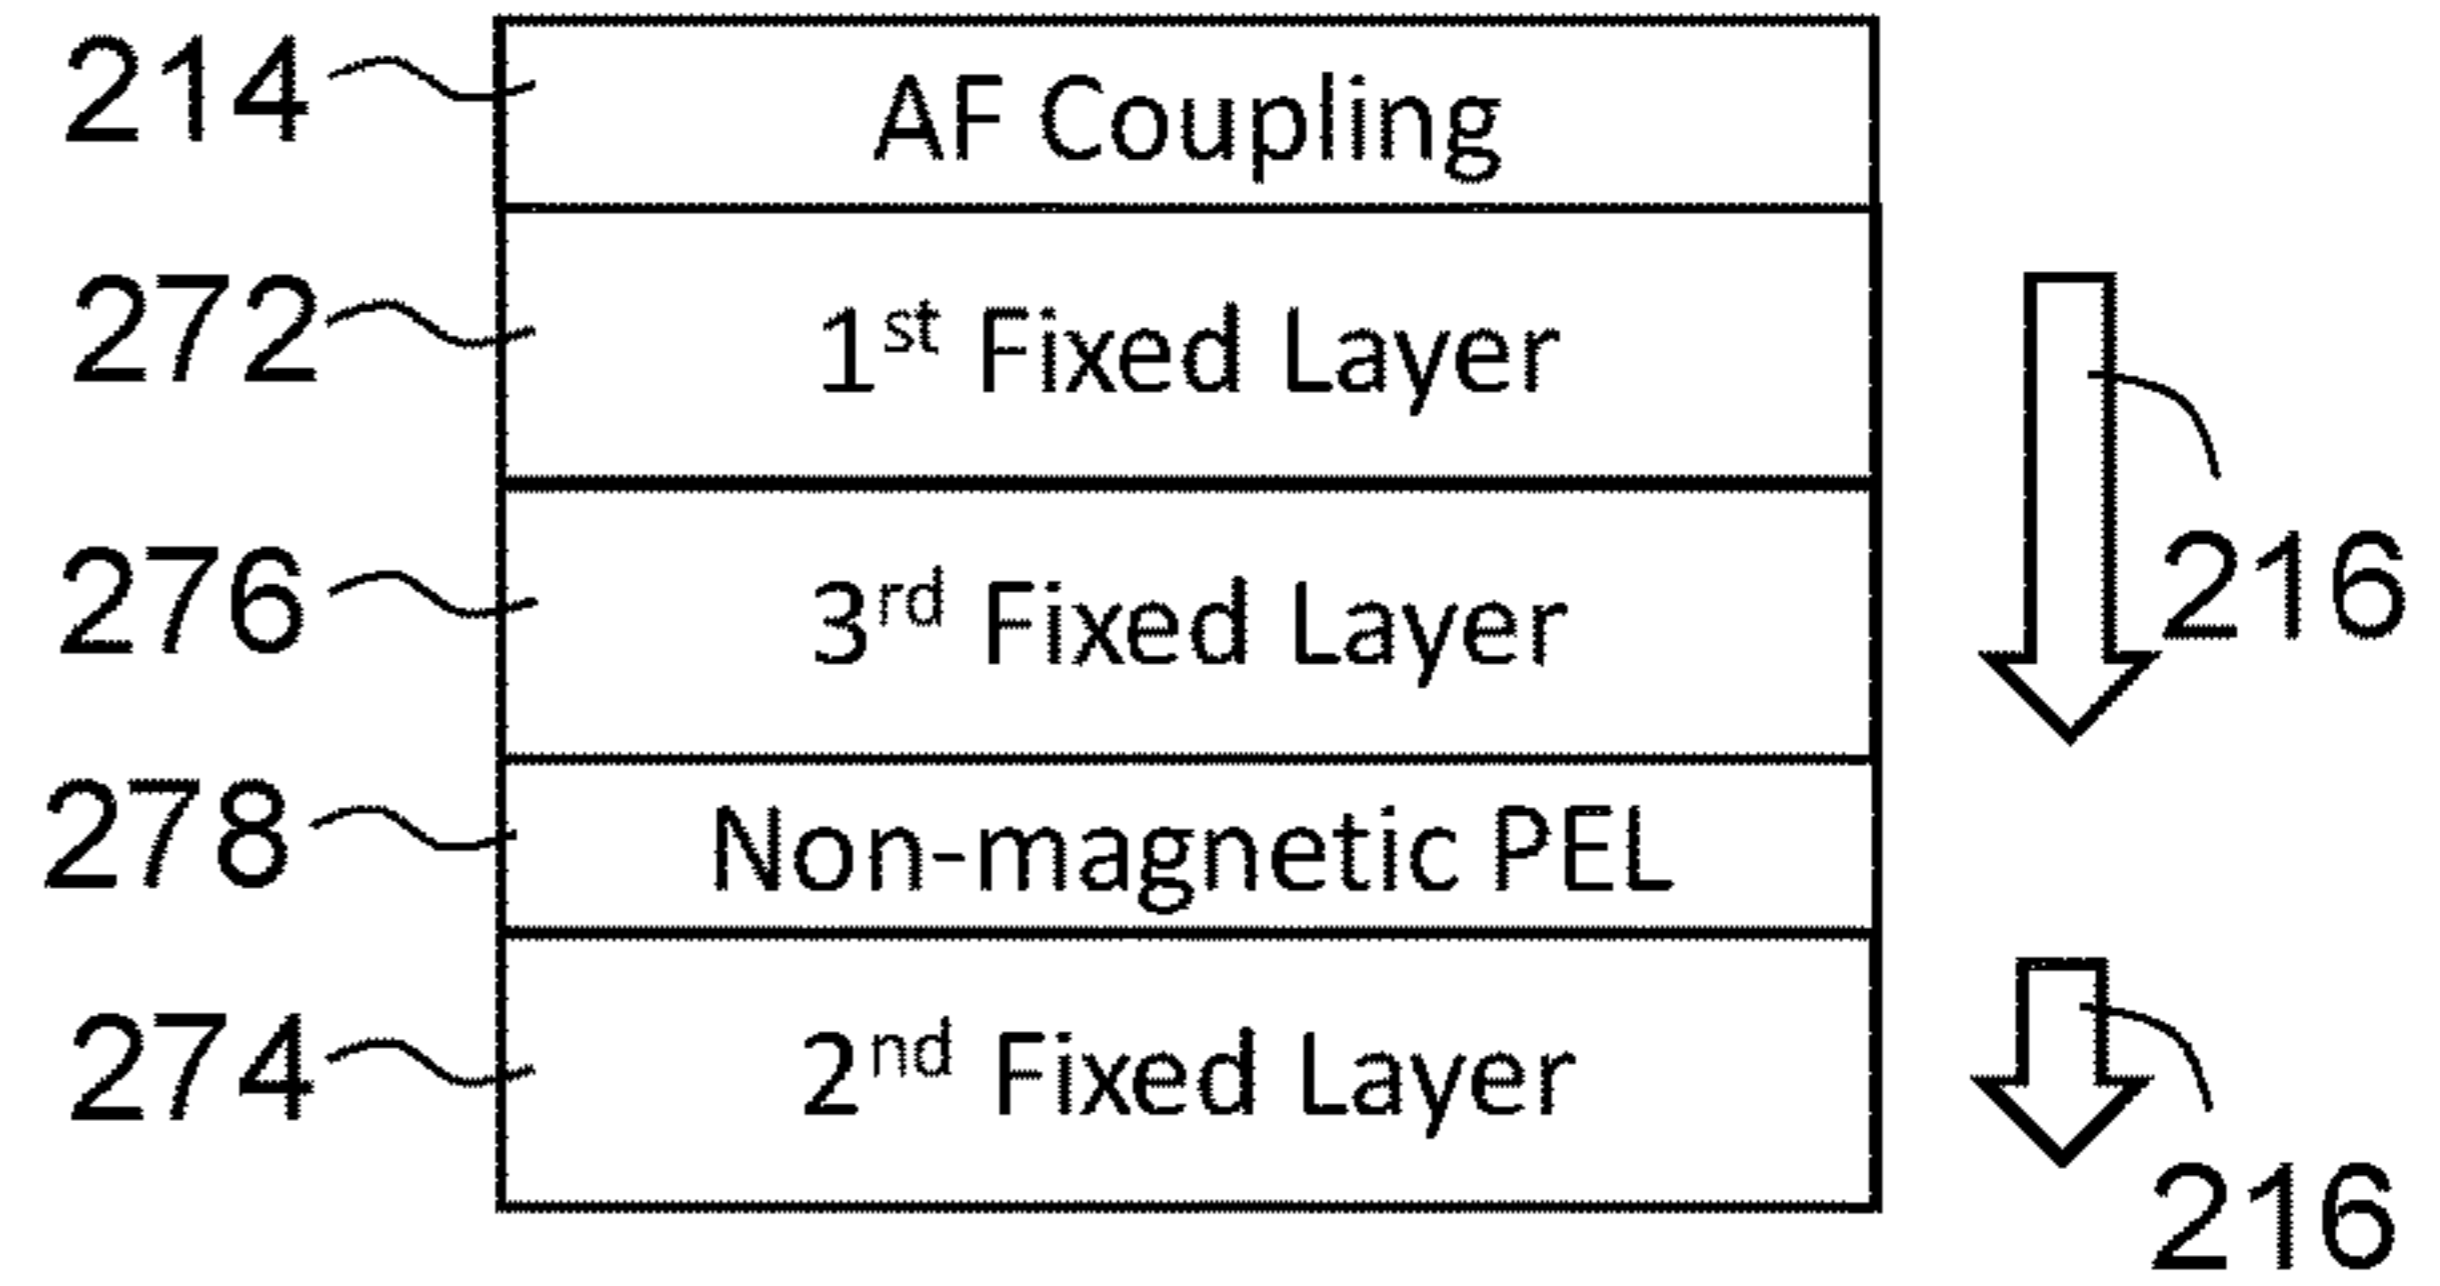 214 AF Coupling
272 1st Fixed Layer
276 3rd Fixed Layer 216
278 Non-magnetic PEL
274 2nd Fixed Layer
216